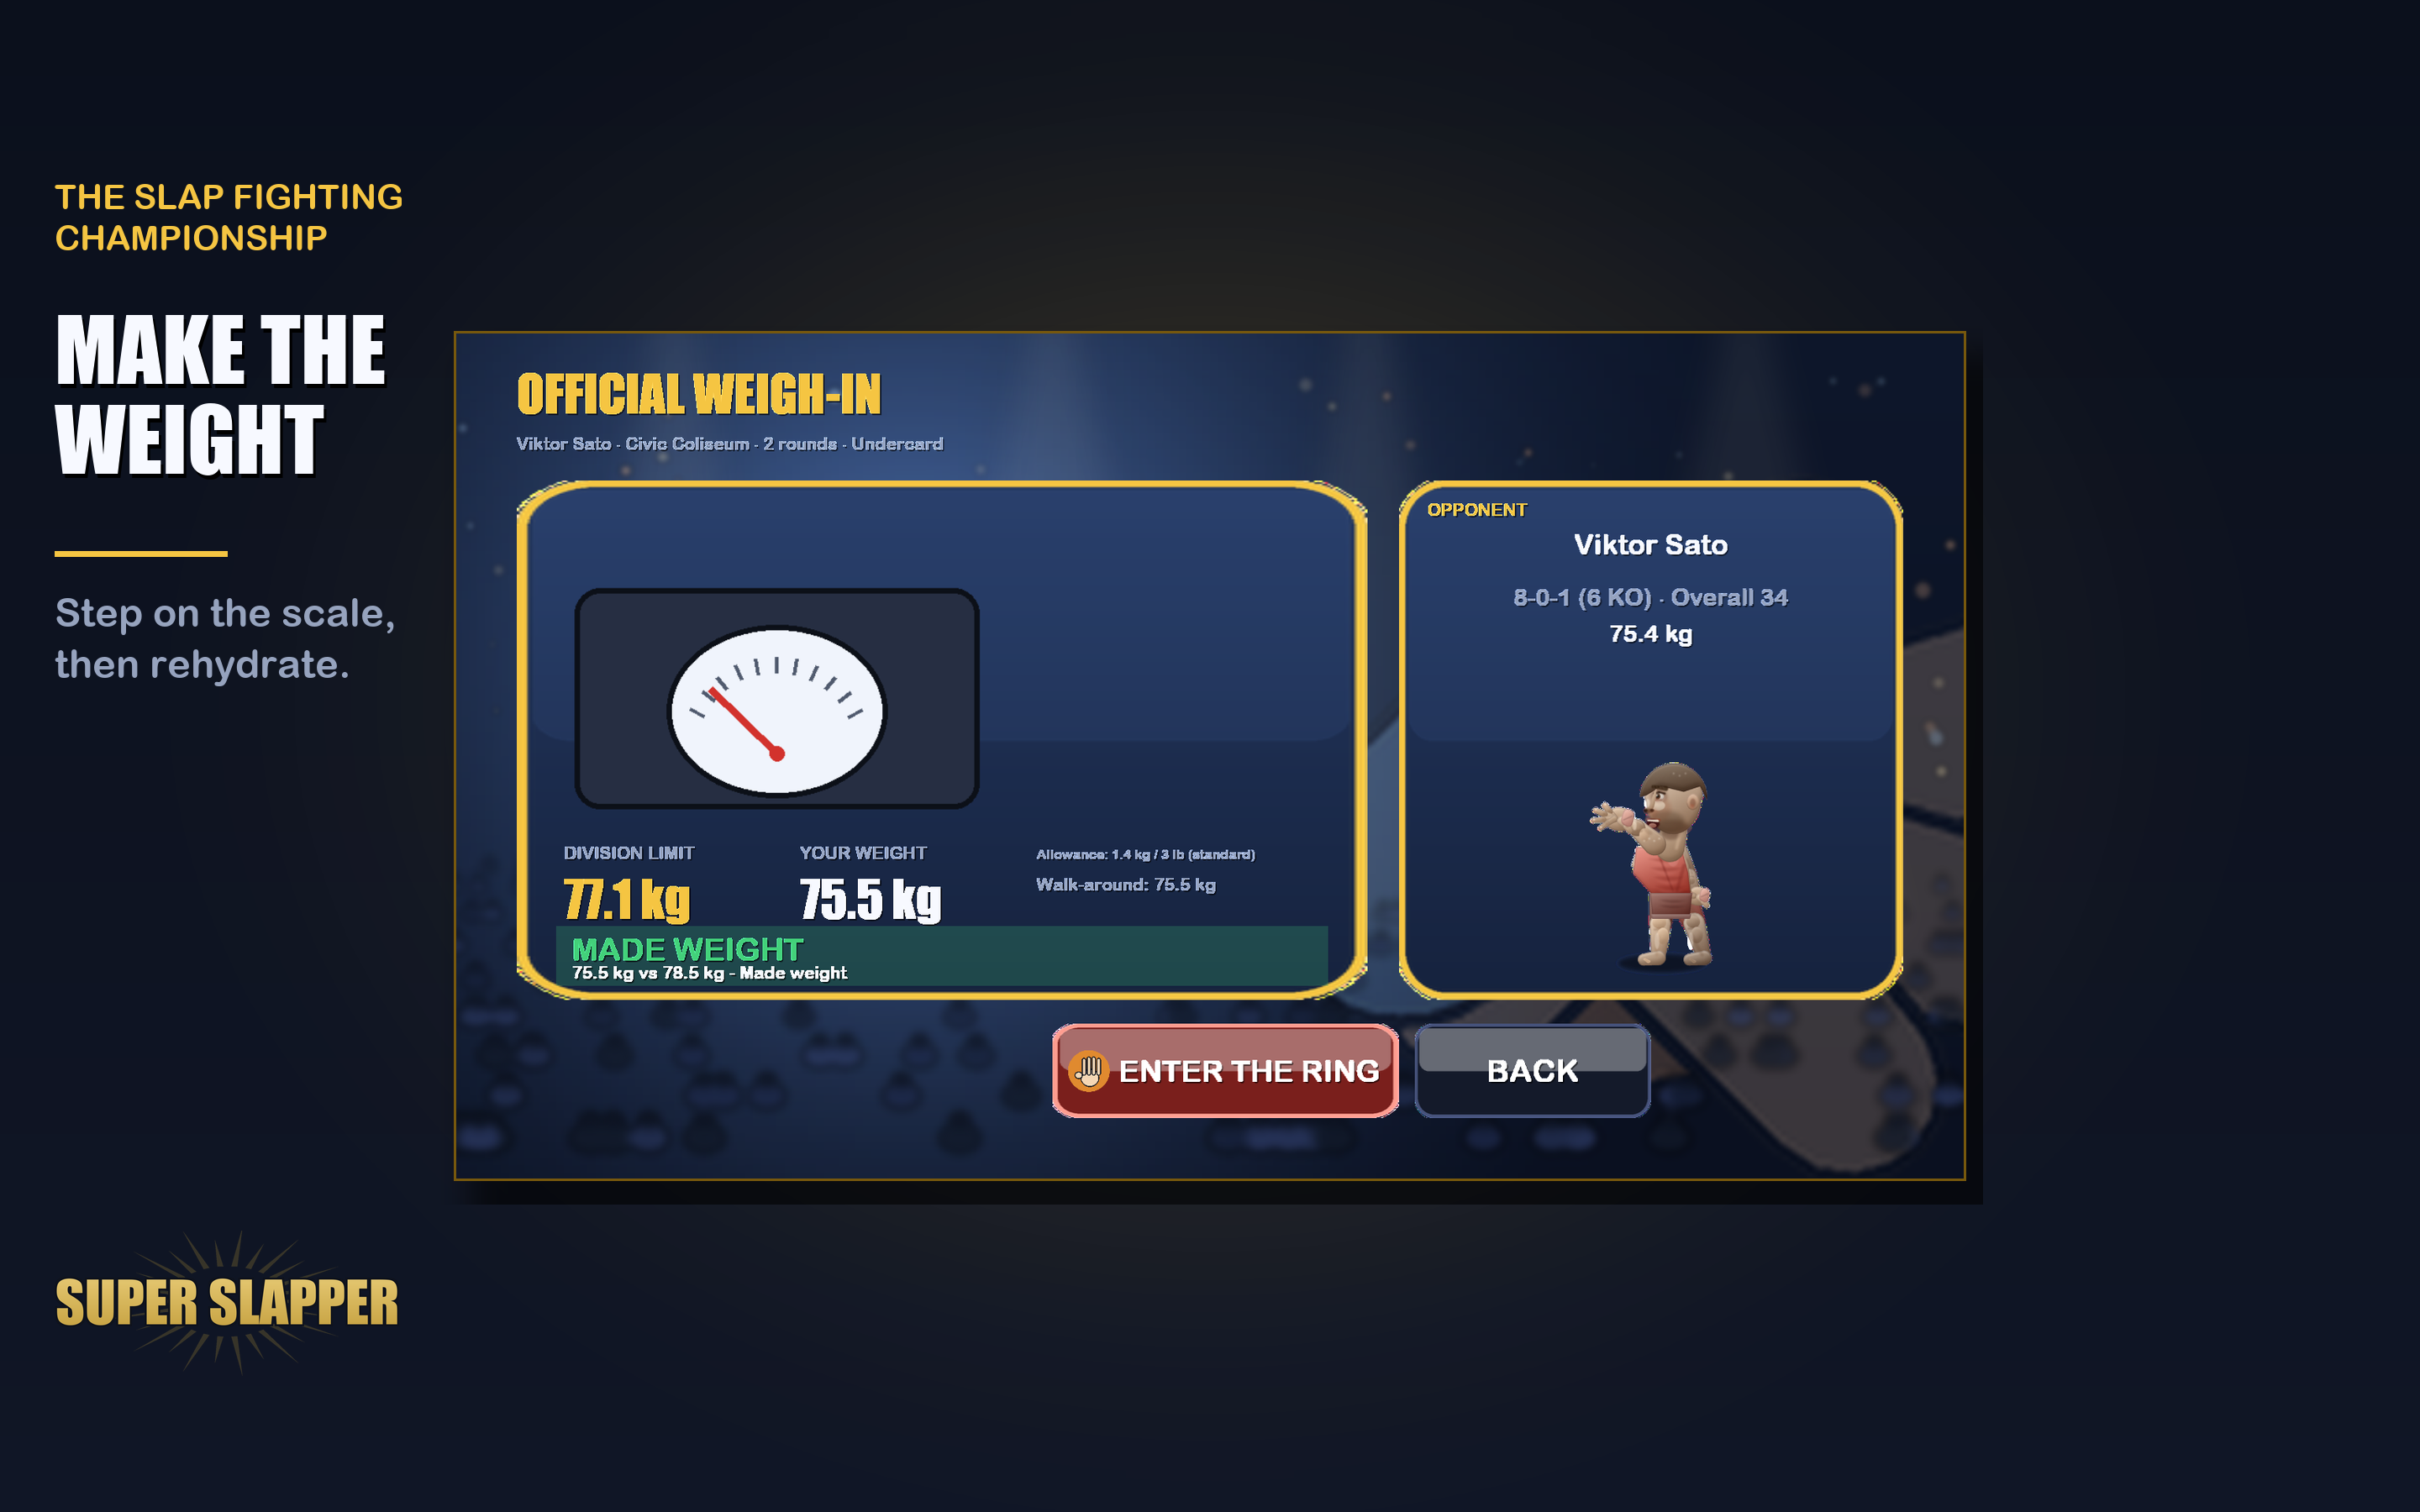 THE SLAP FIGHTING
CHAMPIONSHIP
MAKE THE
WEIGHT
Step on the scale,
then rehydrate.
SUPER SLAPPER
OFFICIAL WEIGH-IN
Viktor Sato - Civic Coliseum - 2 rounds - Undercard
DIVISION LIMIT
77.1 kg
YOUR WEIGHT
75.5 kg
Allowance: 1.4 kg / 3 lb (standard)
Walk-around: 75.5 kg
MADE WEIGHT
75.5 kg vs 78.5 kg - Made weight
OPPONENT
Viktor Sato
8-0-1 (6 KO) · Overall 34
75.4 kg
ENTER THE RING
BACK